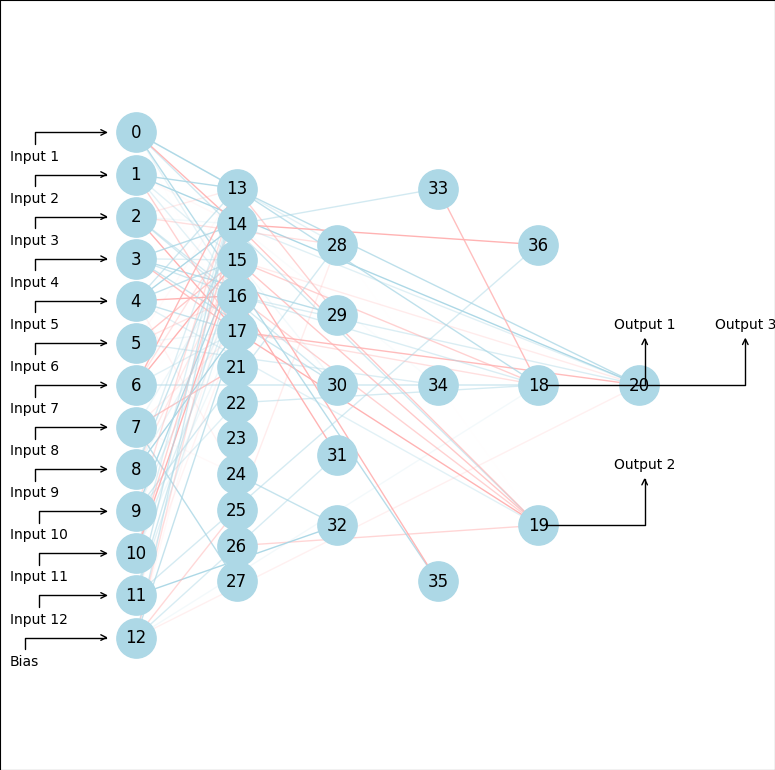 0
Input 1
1
Input 2
2
Input 3
3
Input 4
4
Input 5
5
Input 6
6
Input 7
7
Input 8
8
Input 9
9
Input 10
10
Input 11
11
Input 12
12
Bias
13
14
15
16
17
21
22
23
24
25
26
27
28
29
30
31
32
33
34
35
36
18
19
20
Output 1
Output 2
Output 3